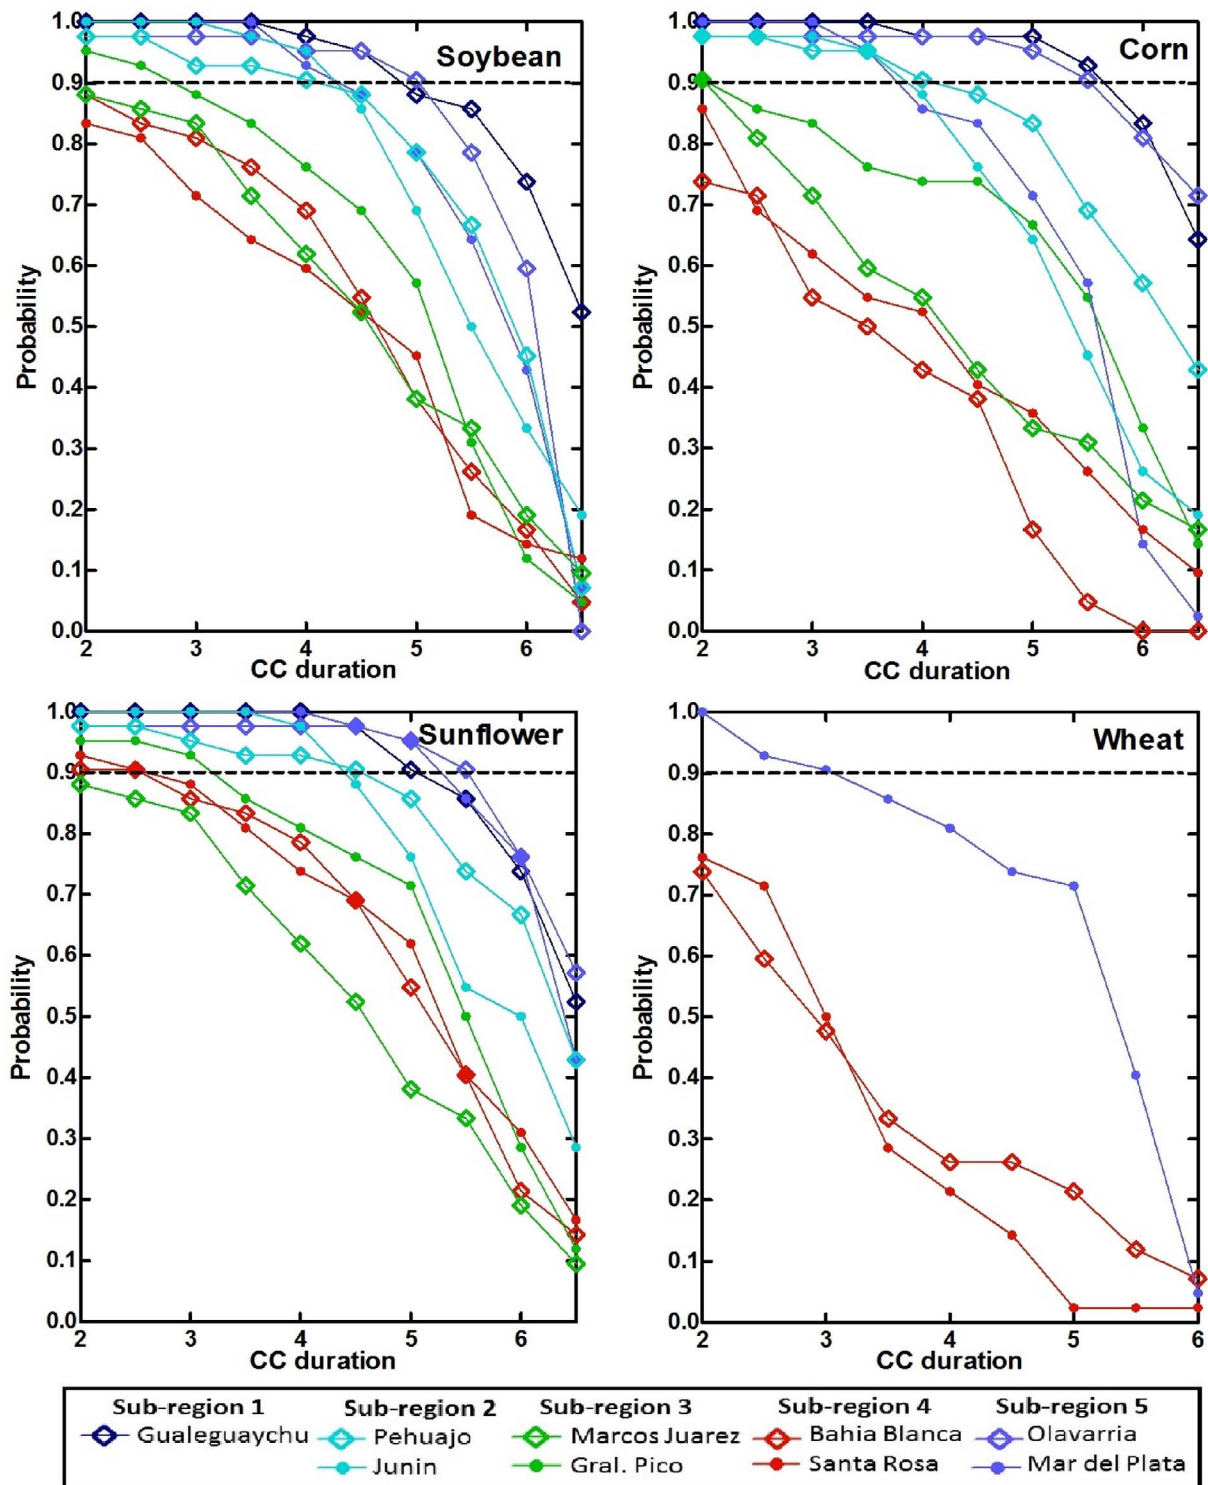 Soybean
1.0
0.9
0.8
0.7
0.6
0.5
0.4
0.3
0.2
0.1
0.0
Probability
2 3 4 5 6
CC duration
Corn
1.0
0.9
0.8
0.7
0.6
0.5
0.4
0.3
0.2
0.1
0.0
Probability
2 3 4 5 6
CC duration
Sunflower
1.0
0.9
0.8
0.7
0.6
0.5
0.4
0.3
0.2
0.1
0.0
Probability
2 3 4 5 6
CC duration
Wheat
1.0
0.9
0.8
0.7
0.6
0.5
0.4
0.3
0.2
0.1
0.0
Probability
2 3 4 5 6
CC duration
Sub-region 1 Sub-region 2 Sub-region 3 Sub-region 4 Sub-region 5
Gualeguaychu Pehuajo Marcos Juarez Bahia Blanca Olavarria
Junin Gral. Pico Santa Rosa Mar del Plata